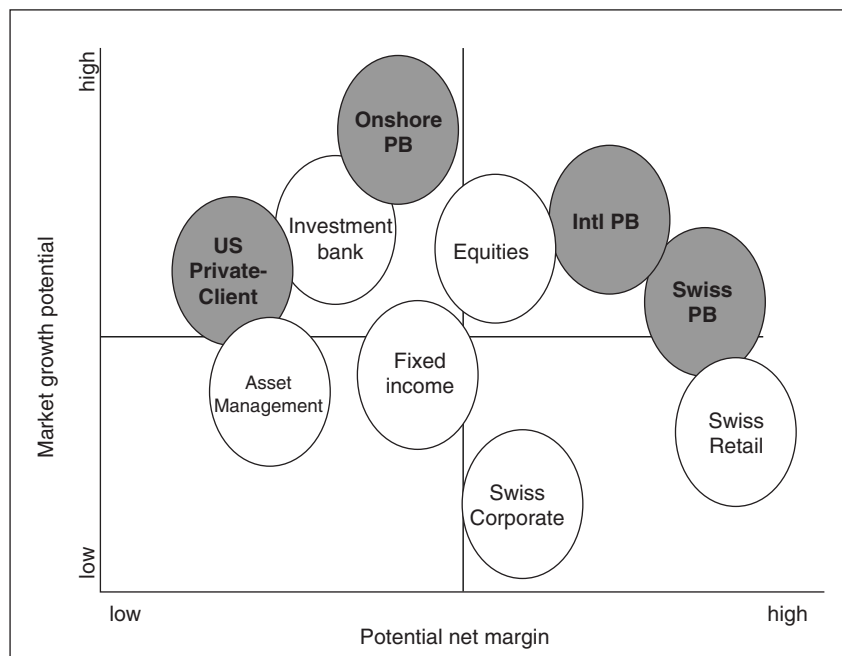 high
Onshore
PB
Investment
bank
US
Private-
Client
Equities
Intl PB
Swiss
PB
Market growth potential
Asset
Management
Fixed
income
Swiss
Retail
Swiss
Corporate
low
low
high
Potential net margin